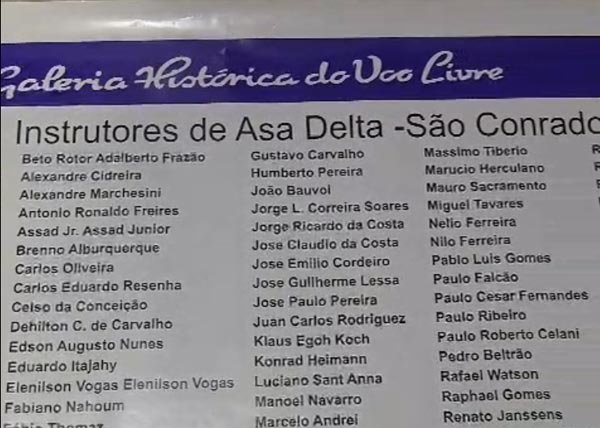 Galeria Histórica do Voo Livre
Instrutores de Asa Delta -São Conrado
Beto Rotor Adalberto Frazão
Alexandre Cidreira
Alexandre Marchesini
Antonio Ronaldo Freires
Assad Jr. Assad Junior
Brenno Alburquerque
Carlos Oliveira
Carlos Eduardo Resenha
Celso da Conceição
Dehilton C. de Carvalho
Edson Augusto Nunes
Eduardo Itajahy
Elenilson Vogas Elenilson Vogas
Fabiano Nahoum
Gustavo Carvalho
Humberto Pereira
João Bauvol
Jorge L. Correira Soares
Jorge Ricardo da Costa
Jose Claudio da Costa
Jose Emilio Cordeiro
Jose Guilherme Lessa
Jose Paulo Pereira
Juan Carlos Rodriguez
Klaus Egoh Koch
Konrad Heimann
Luciano Sant Anna
Manoel Navarro
Marcelo Andrei
Massimo Tiberio
Marucio Herculano
Mauro Sacramento
Miguel Tavares
Nelio Ferreira
Nilo Ferreira
Pablo Luis Gomes
Paulo Falcão
Paulo Cesar Fernandes
Paulo Ribeiro
Paulo Roberto Celani
Pedro Beltrão
Rafael Watson
Raphael Gomes
Renato Janssens